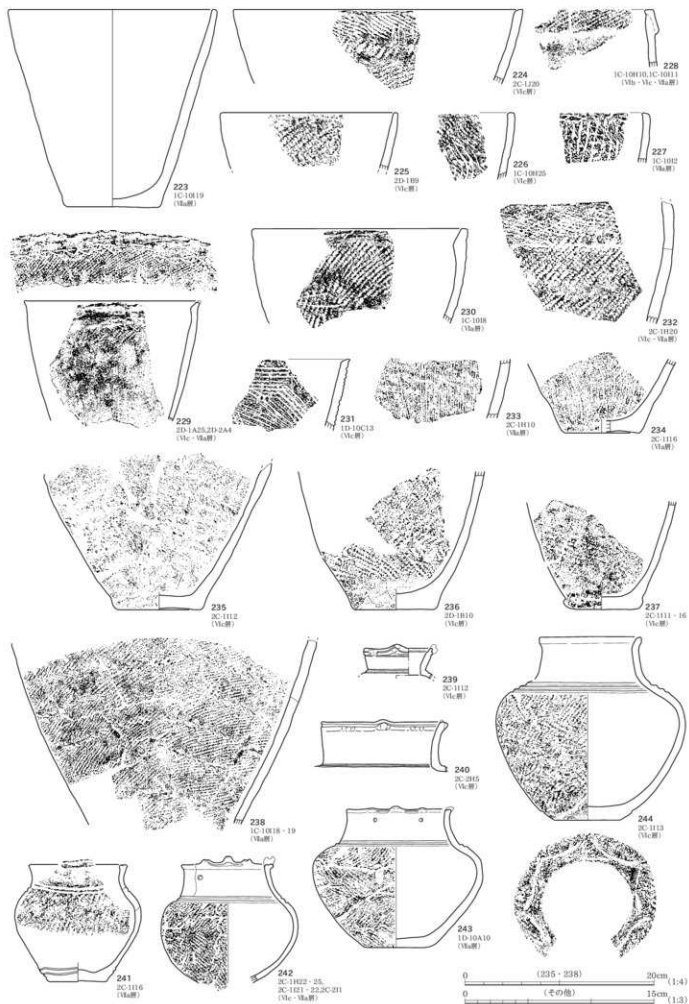 223
1C-10I19
(Ⅶa層)
224
2C-1J20
(Ⅵc層)
228
1C-10H10,1C-10I11
(Ⅵb・Ⅵc・Ⅶa層)
225
2D-1B9
(Ⅵc層)
226
1C-10H25
(Ⅵc層)
227
1C-10I2
(Ⅶa層)
229
2D-1A25,2D-2A4
(Ⅵc・Ⅶa層)
230
1C-10I8
(Ⅶa層)
231
1D-10C13
(Ⅵc層)
232
2C-1H20
(Ⅵc・Ⅶa層)
233
2C-1H10
(Ⅶa層)
234
2C-1I16
(Ⅶa層)
235
2C-1I12
(Ⅵc層)
236
2D-1B10
(Ⅵc層)
237
2C-1I11・16
(Ⅵc層)
238
1C-10I18・19
(Ⅶa層)
239
2C-1I12
(Ⅵc層)
240
2C-2H5
(Ⅵc層)
244
2C-1I13
(Ⅵc層)
241
2C-1I16
(Ⅶa層)
242
2C-1H22・25,
2C-1I21・22,2C-2I1
(Ⅵc・Ⅶa層)
243
1D-10A10
(Ⅶa層)
0 (235・238) 20cm (1:4)
0 (その他) 15cm (1:3)